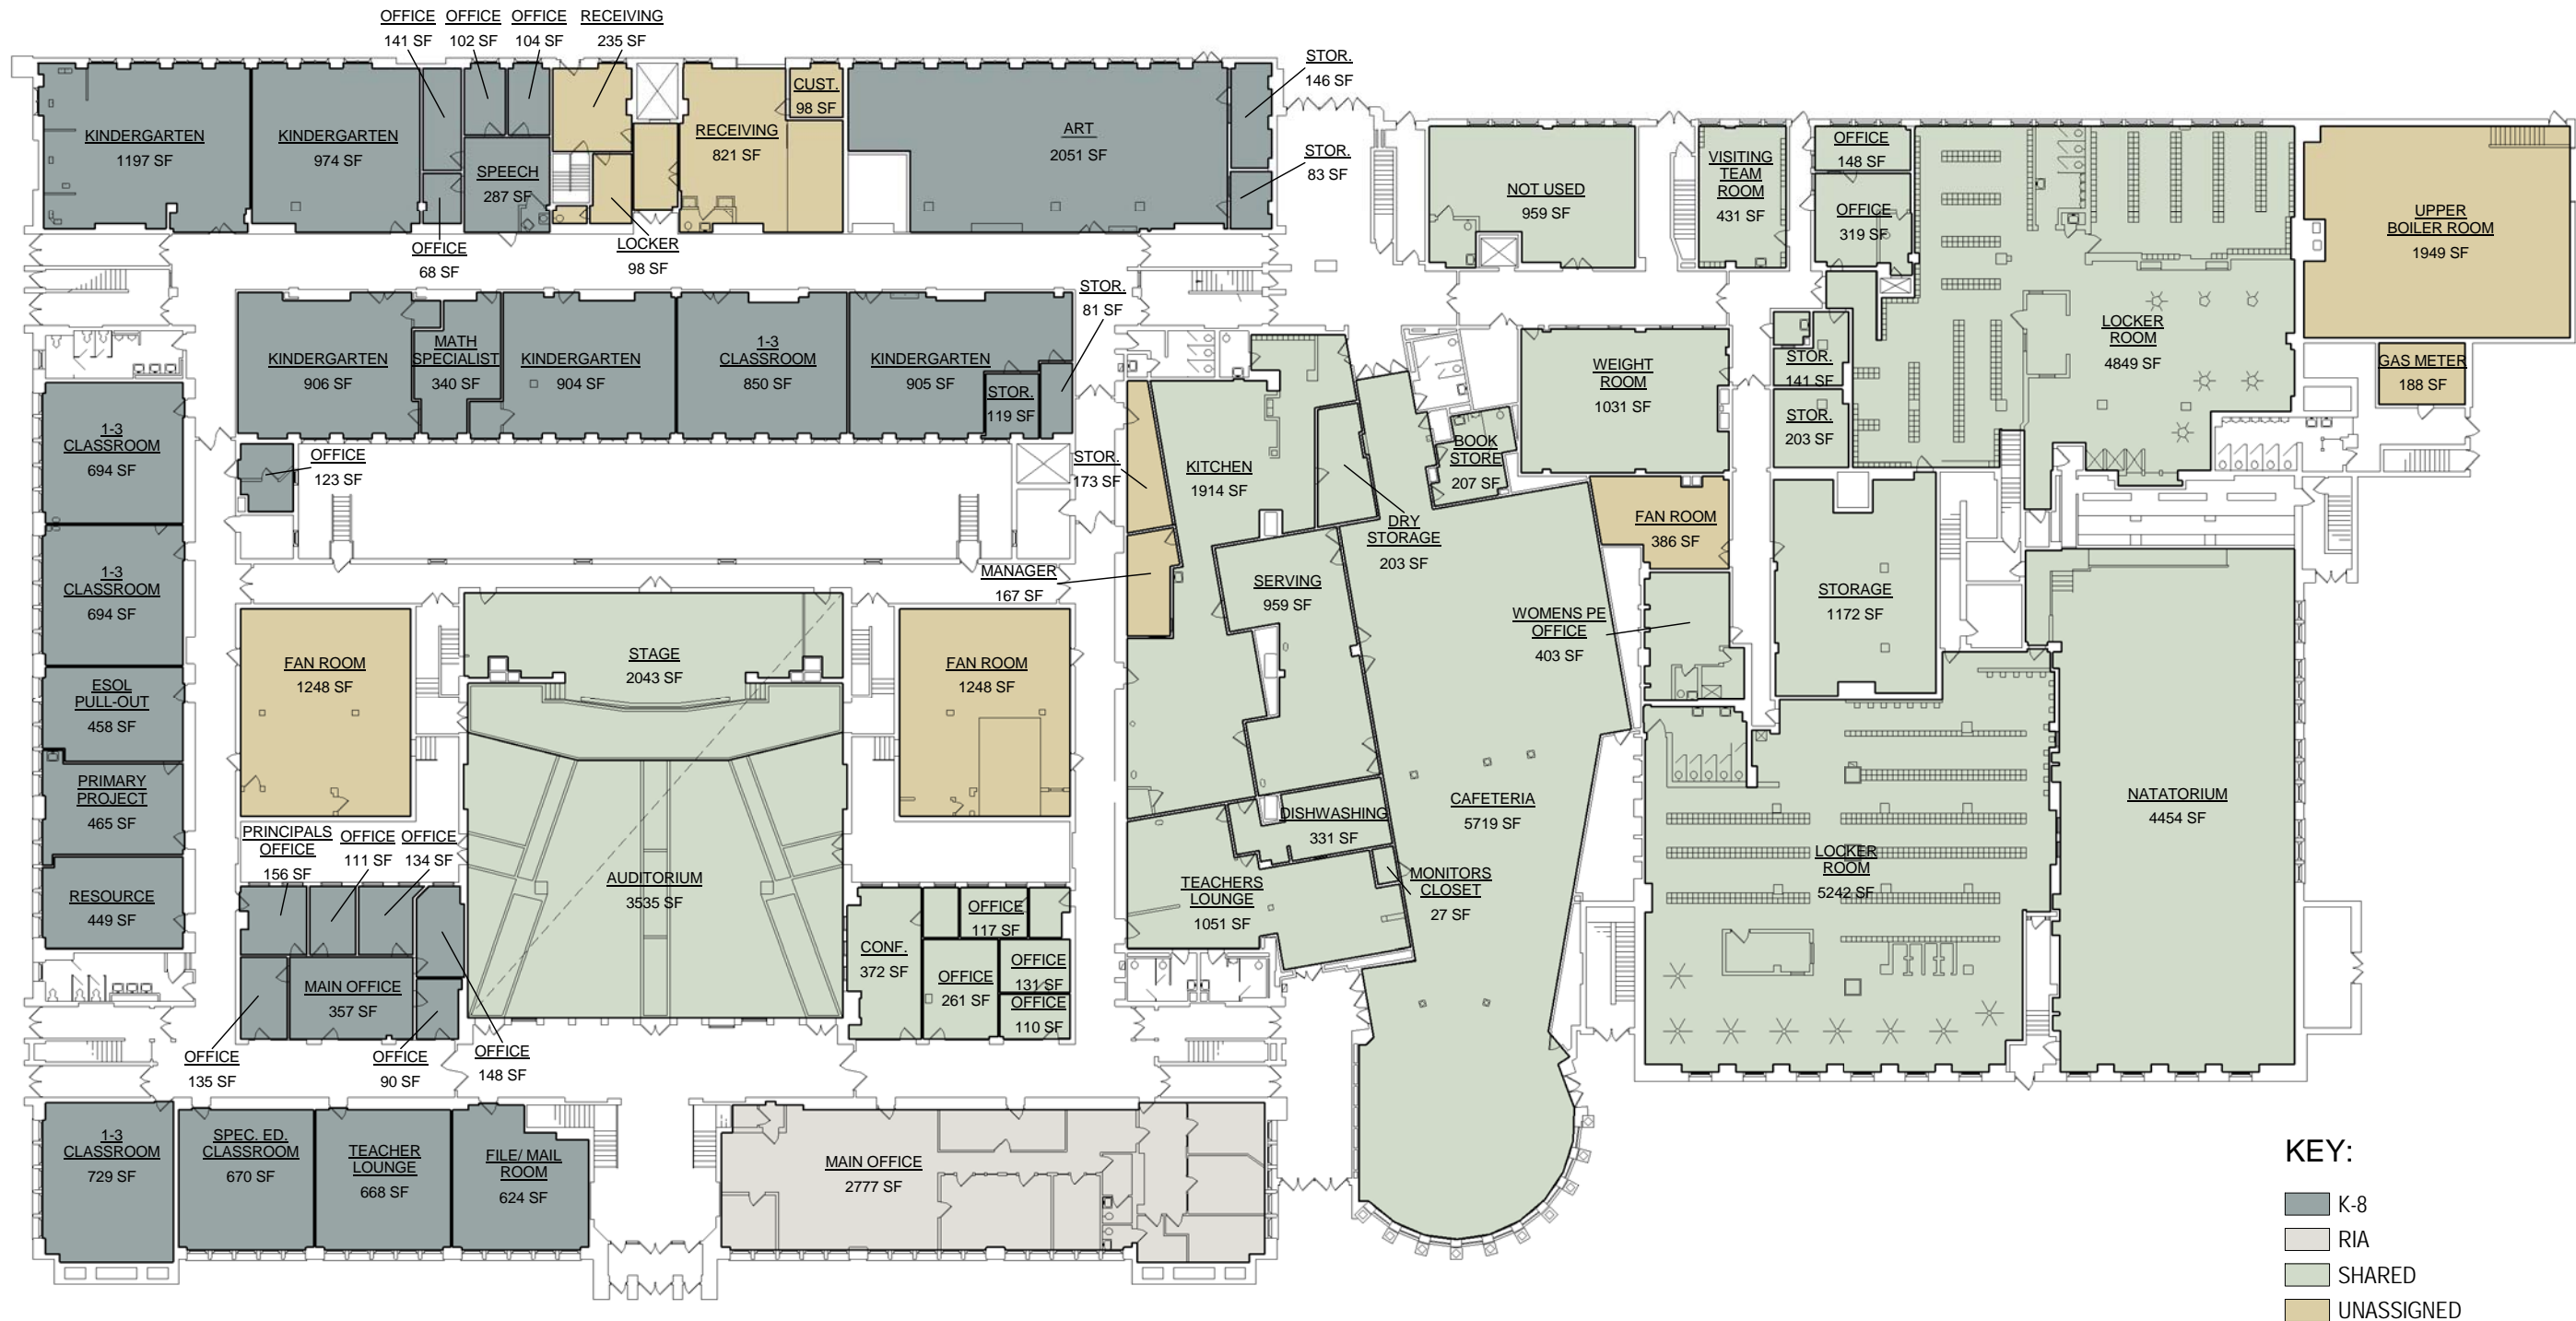 OFFICE
141 SF
OFFICE
102 SF
OFFICE
104 SF
RECEIVING
235 SF
KINDERGARTEN
1197 SF
KINDERGARTEN
974 SF
SPEECH
287 SF
OFFICE
68 SF
LOCKER
98 SF
RECEIVING
821 SF
CUST.
98 SF
ART
2051 SF
STOR.
146 SF
STOR.
83 SF
NOT USED
959 SF
VISITING
TEAM
ROOM
431 SF
OFFICE
148 SF
OFFICE
319 SF
LOCKER
ROOM
4849 SF
UPPER
BOILER ROOM
1949 SF
GAS METER
188 SF
KINDERGARTEN
906 SF
MATH
SPECIALIST
340 SF
KINDERGARTEN
904 SF
1-3
CLASSROOM
850 SF
KINDERGARTEN
905 SF
STOR.
119 SF
STOR.
81 SF
WEIGHT
ROOM
1031 SF
STOR.
141 SF
STOR.
203 SF
1-3
CLASSROOM
694 SF
OFFICE
123 SF
STOR.
173 SF
KITCHEN
1914 SF
BOOK
STORE
207 SF
DRY
STORAGE
203 SF
FAN ROOM
386 SF
1-3
CLASSROOM
694 SF
MANAGER
167 SF
SERVING
959 SF
WOMENS PE
OFFICE
403 SF
STORAGE
1172 SF
ESOL
PULL-OUT
458 SF
FAN ROOM
1248 SF
STAGE
2043 SF
FAN ROOM
1248 SF
PRIMARY
PROJECT
465 SF
PRINCIPALS
OFFICE
156 SF
OFFICE
111 SF
OFFICE
134 SF
DISHWASHING
331 SF
CAFETERIA
5719 SF
NATATORIUM
4454 SF
RESOURCE
449 SF
AUDITORIUM
3535 SF
TEACHERS
LOUNGE
1051 SF
MONITORS
CLOSET
27 SF
LOCKER
ROOM
5242 SF
MAIN OFFICE
357 SF
CONF.
372 SF
OFFICE
117 SF
OFFICE
261 SF
OFFICE
131 SF
OFFICE
110 SF
OFFICE
135 SF
OFFICE
90 SF
OFFICE
148 SF
1-3
CLASSROOM
729 SF
SPEC. ED.
CLASSROOM
670 SF
TEACHER
LOUNGE
668 SF
FILE/ MAIL
ROOM
624 SF
MAIN OFFICE
2777 SF
KEY:
K-8
RIA
SHARED
UNASSIGNED